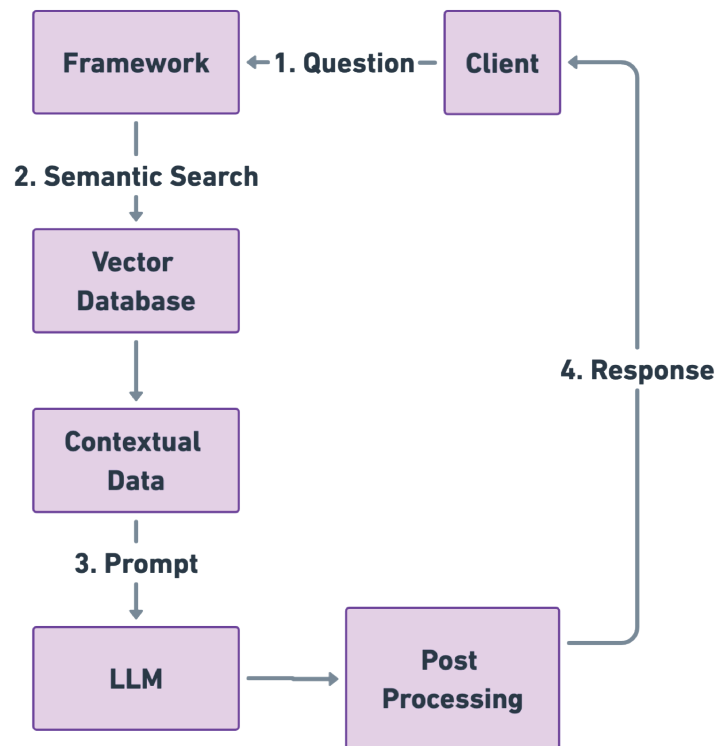 Framework
1. Question
Client
2. Semantic Search
Vector
Database
Contextual
Data
4. Response
3. Prompt
LLM
Post
Processing